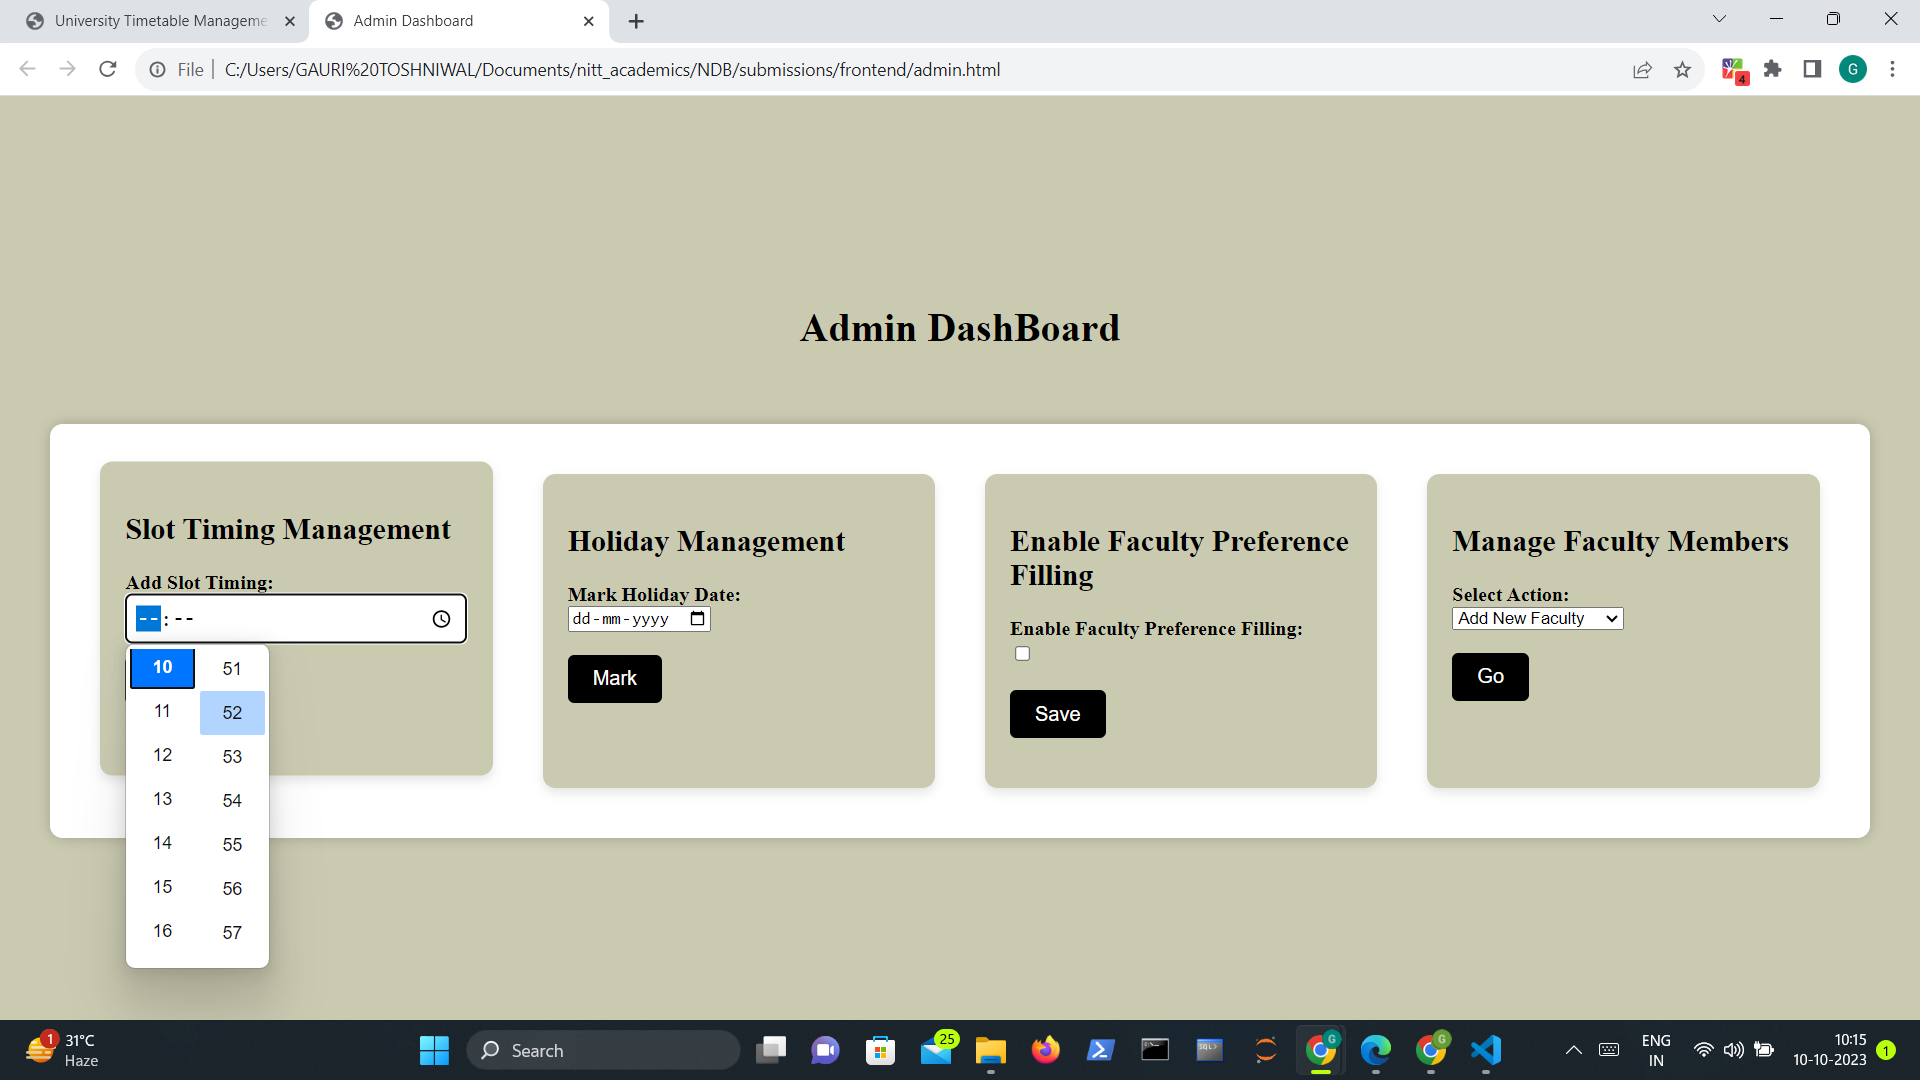 University Timetable Manageme
Admin Dashboard
File
C:/Users/GAURI%20TOSHNIWAL/Documents/nitt_academics/NDB/submissions/frontend/admin.html
4
G
Admin DashBoard
Slot Timing Management
Add Slot Timing:
--:--
10 51
11 52
12 53
13 54
14 55
15 56
16 57
Holiday Management
Mark Holiday Date:
dd-mm-yyyy
Mark
Enable Faculty Preference
Filling
Enable Faculty Preference Filling:
Save
Manage Faculty Members
Select Action:
Add New Faculty
Go
1
31°C
Haze
Search
25
SQL>
G
G
ENG
IN
10:15
10-10-2023
1